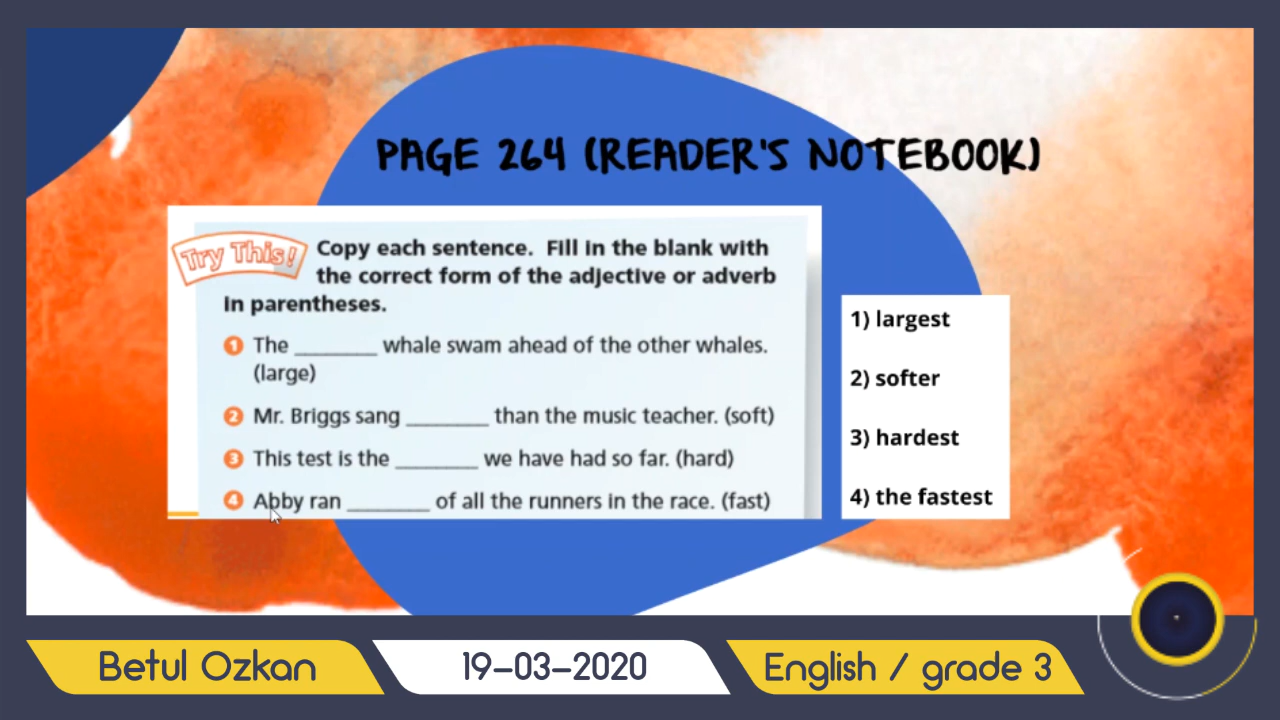 PAGE 264 (READER'S NOTEBOOK)
Try This!
Copy each sentence. Fill in the blank with
the correct form of the adjective or adverb
in parentheses.
1 The ________ whale swam ahead of the other whales.
(large)
2 Mr. Briggs sang ________ than the music teacher. (soft)
3 This test is the ________ we have had so far. (hard)
4 Abby ran ________ of all the runners in the race. (fast)
1) largest
2) softer
3) hardest
4) the fastest
Betul Ozkan
19-03-2020
English / grade 3